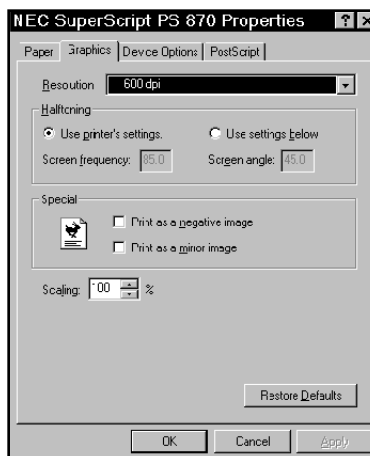 NEC SuperScript PS 870 Properties
Paper Graphics Device Options PostScript
Resolution 600 dpi
Halftoning
Use printer's settings. Use settings below
Screen frequency: 85.0 Screen angle: 45.0
Special
Print as a negative image
Print as a mirror image
Scaling: 100 %
Restore Defaults
OK Cancel Apply